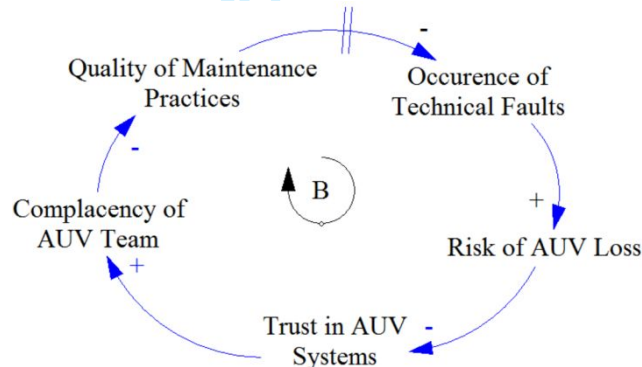 -
Quality of Maintenance
Practices
Occurence of
Technical Faults
-
+
B
Complacency of
AUV Team
Risk of AUV Loss
+
Trust in AUV
Systems
-